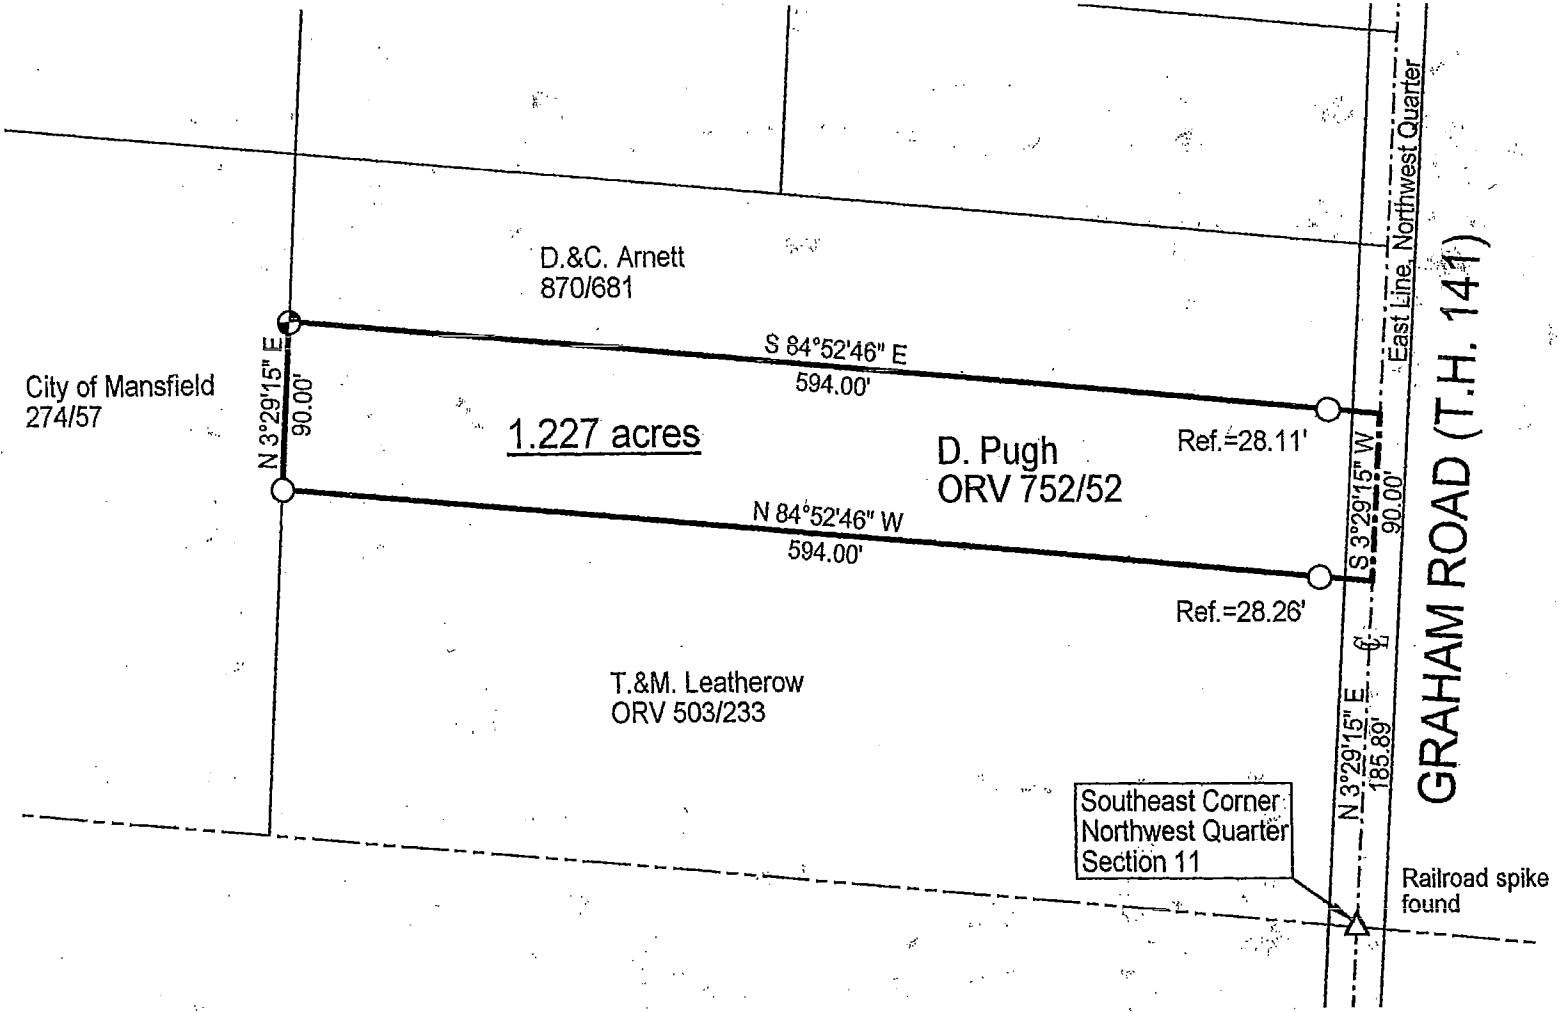 East Line, Northwest Quarter
D.&C. Arnett
870/681
S 84°52'46" E
594.00'
City of Mansfield
274/57
N 3°29'15" E
90.00'
1.227 acres
D. Pugh
ORV 752/52
Ref.=28.11'
S 3°29'15" W
90.00'
GRAHAM ROAD (T.H. 141)
N 84°52'46" W
594.00'
Ref.=28.26'
CL
T.&M. Leatherow
ORV 503/233
N 3°29'15" E
185.89'
Southeast Corner
Northwest Quarter
Section 11
Railroad spike
found